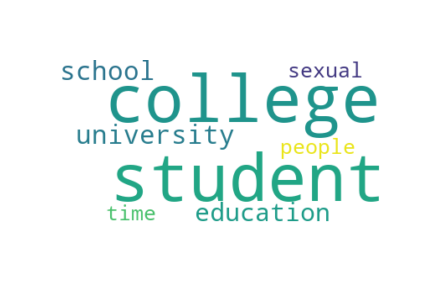 school sexual
college
university people
student
time education